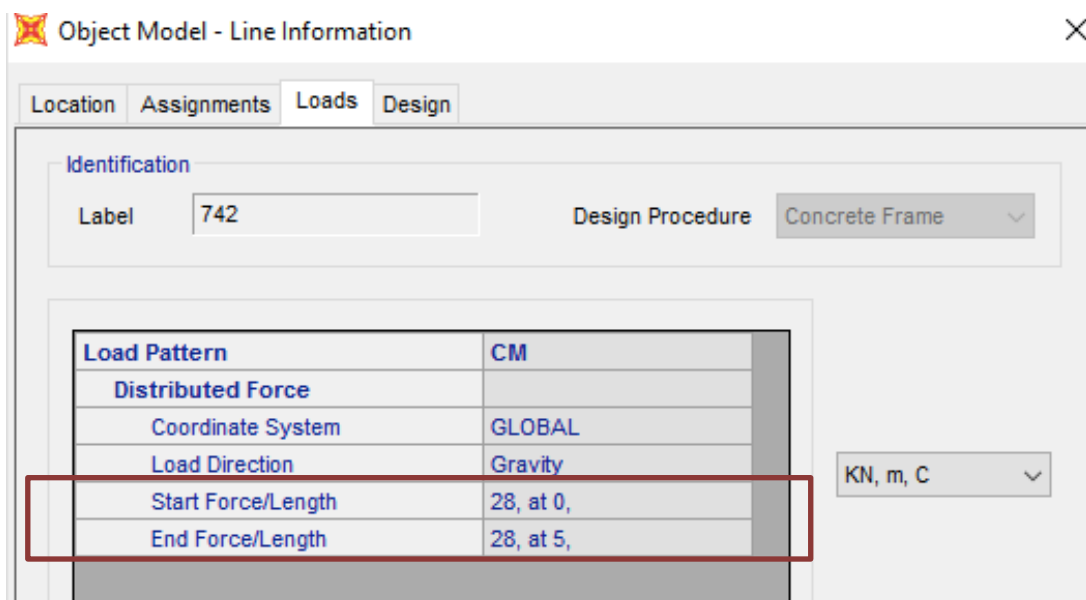 Object Model - Line Information
Location Assignments Loads Design
Identification
Label 742 Design Procedure Concrete Frame
Load Pattern CM
Distributed Force
Coordinate System GLOBAL
Load Direction Gravity
KN, m, C
Start Force/Length 28, at 0,
End Force/Length 28, at 5,